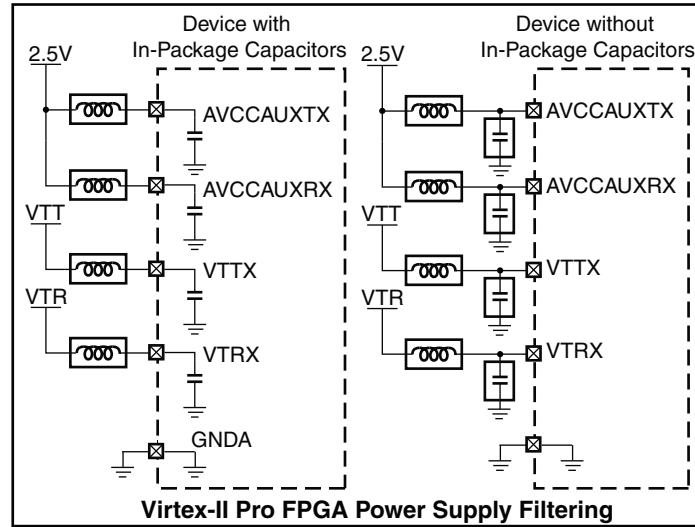 Device with
In-Package Capacitors
2.5V
AVCCAUXTX
AVCCAUXRX
VTT
VTTX
VTR
VTRX
GNDA
Device without
In-Package Capacitors
2.5V
AVCCAUXTX
AVCCAUXRX
VTT
VTTX
VTR
VTRX
Virtex-II Pro FPGA Power Supply Filtering